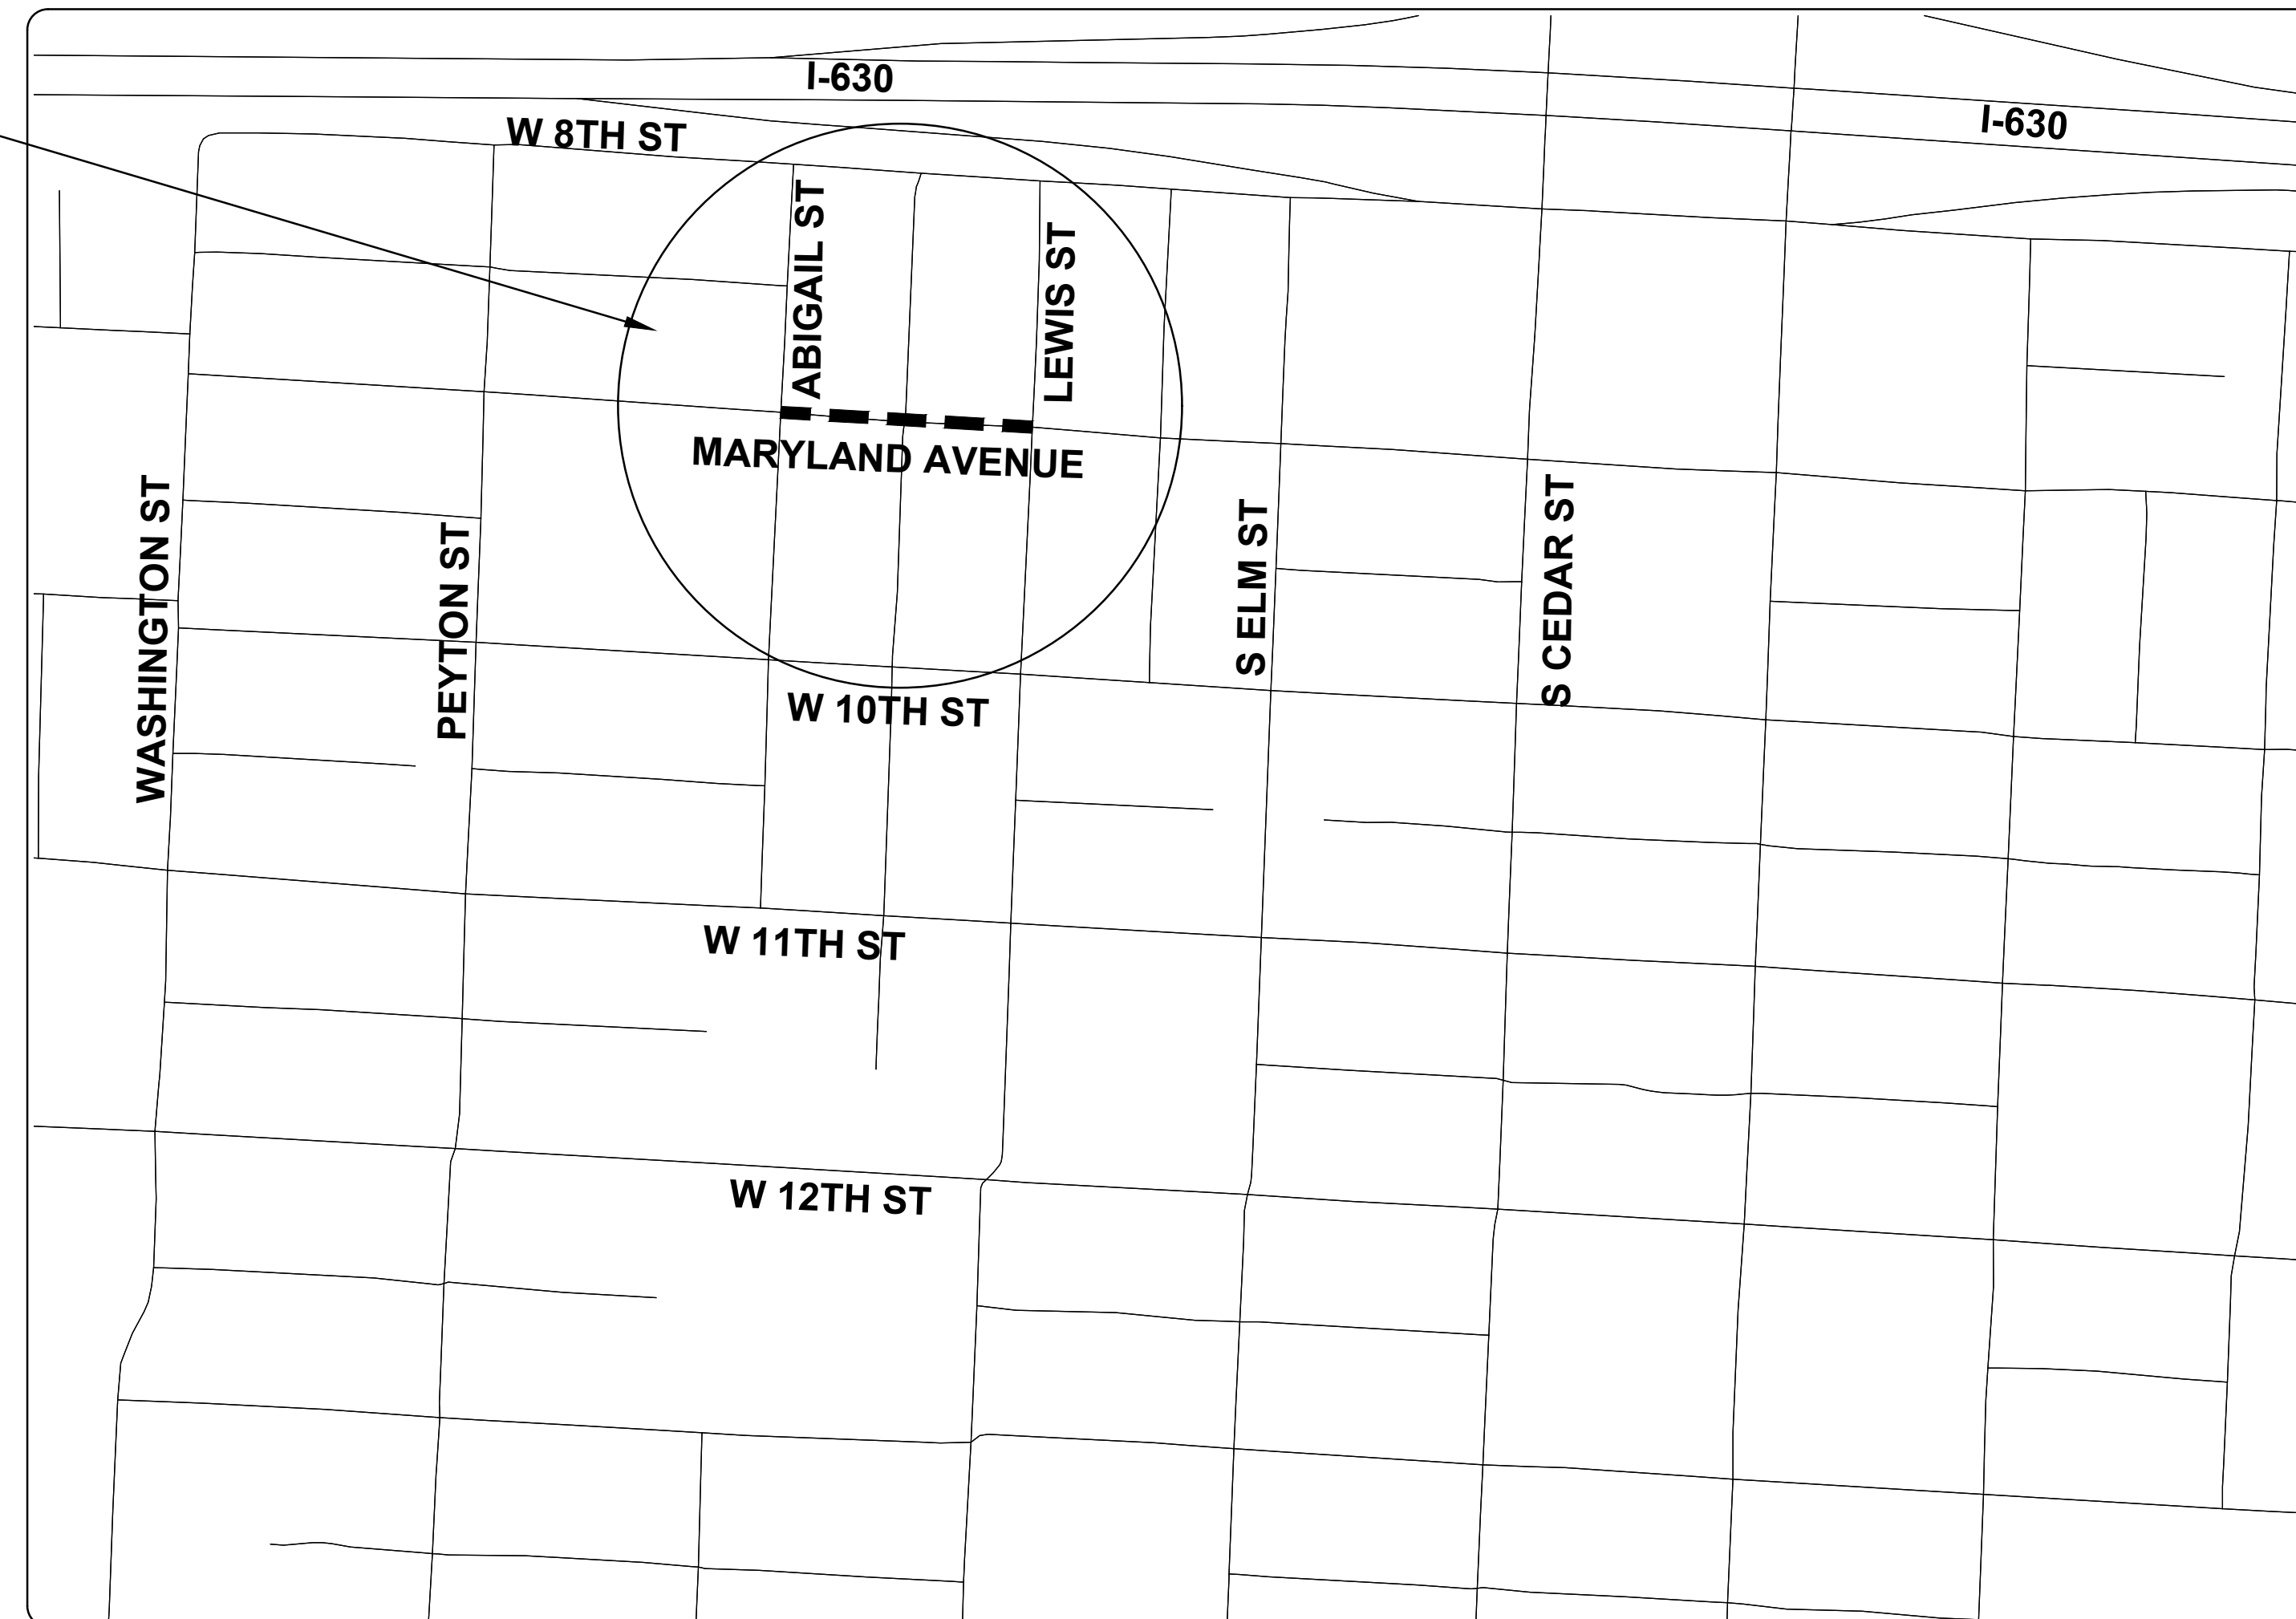 I-630
I-630
W 8TH ST
ABIGAIL ST
LEWIS ST
MARYLAND AVENUE
WASHINGTON ST
PEYTON ST
S ELM ST
S CEDAR ST
W 10TH ST
W 11TH ST
W 12TH ST